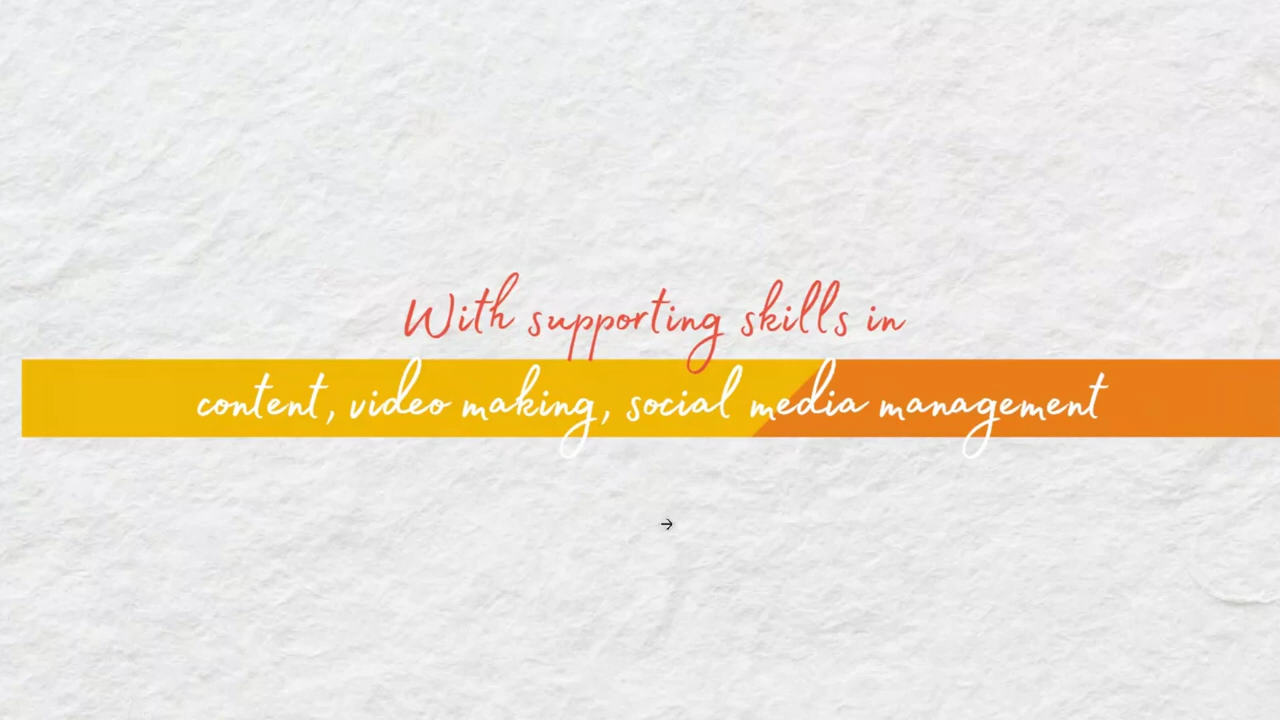 With supporting skills in
content, video making, social media management
→